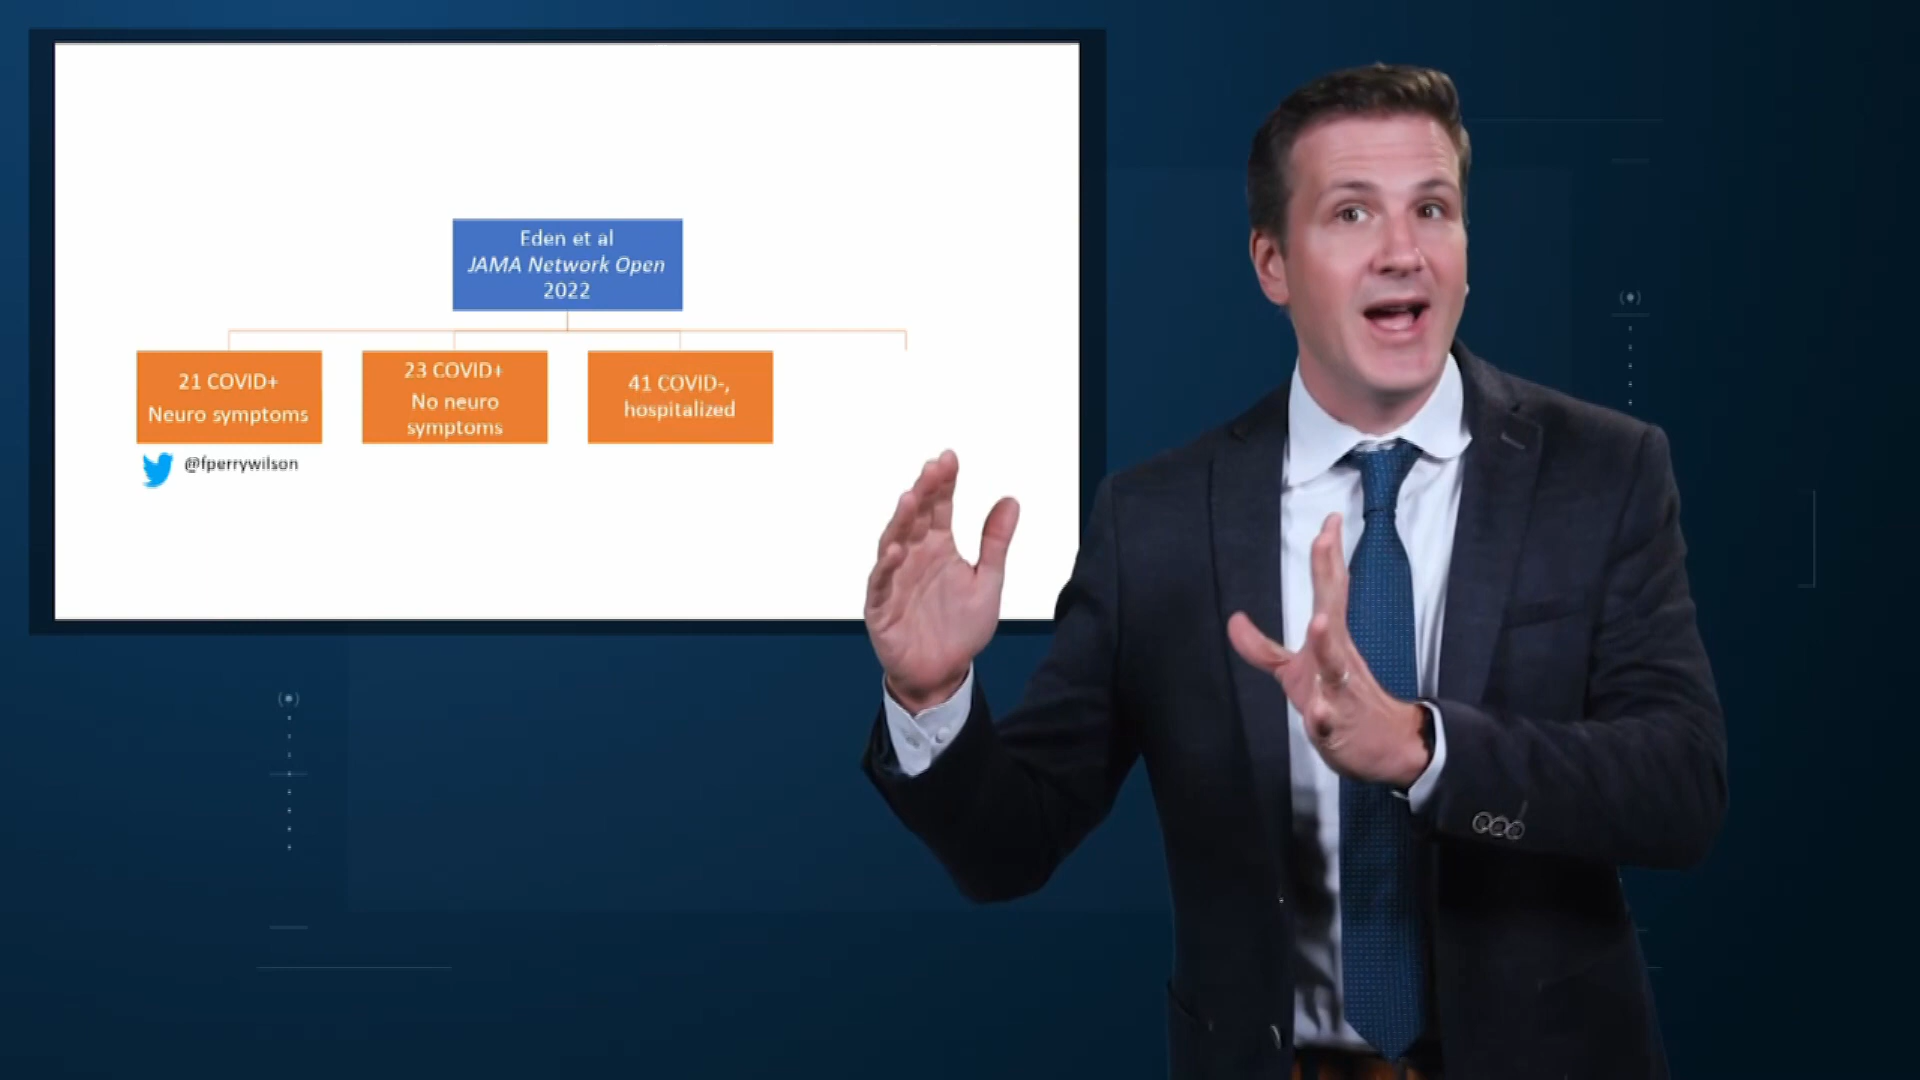 Eden et al
JAMA Network Open
2022
21 COVID+
Neuro symptoms
23 COVID+
No neuro
symptoms
41 COVID-,
hospitalized
@fperrywilson